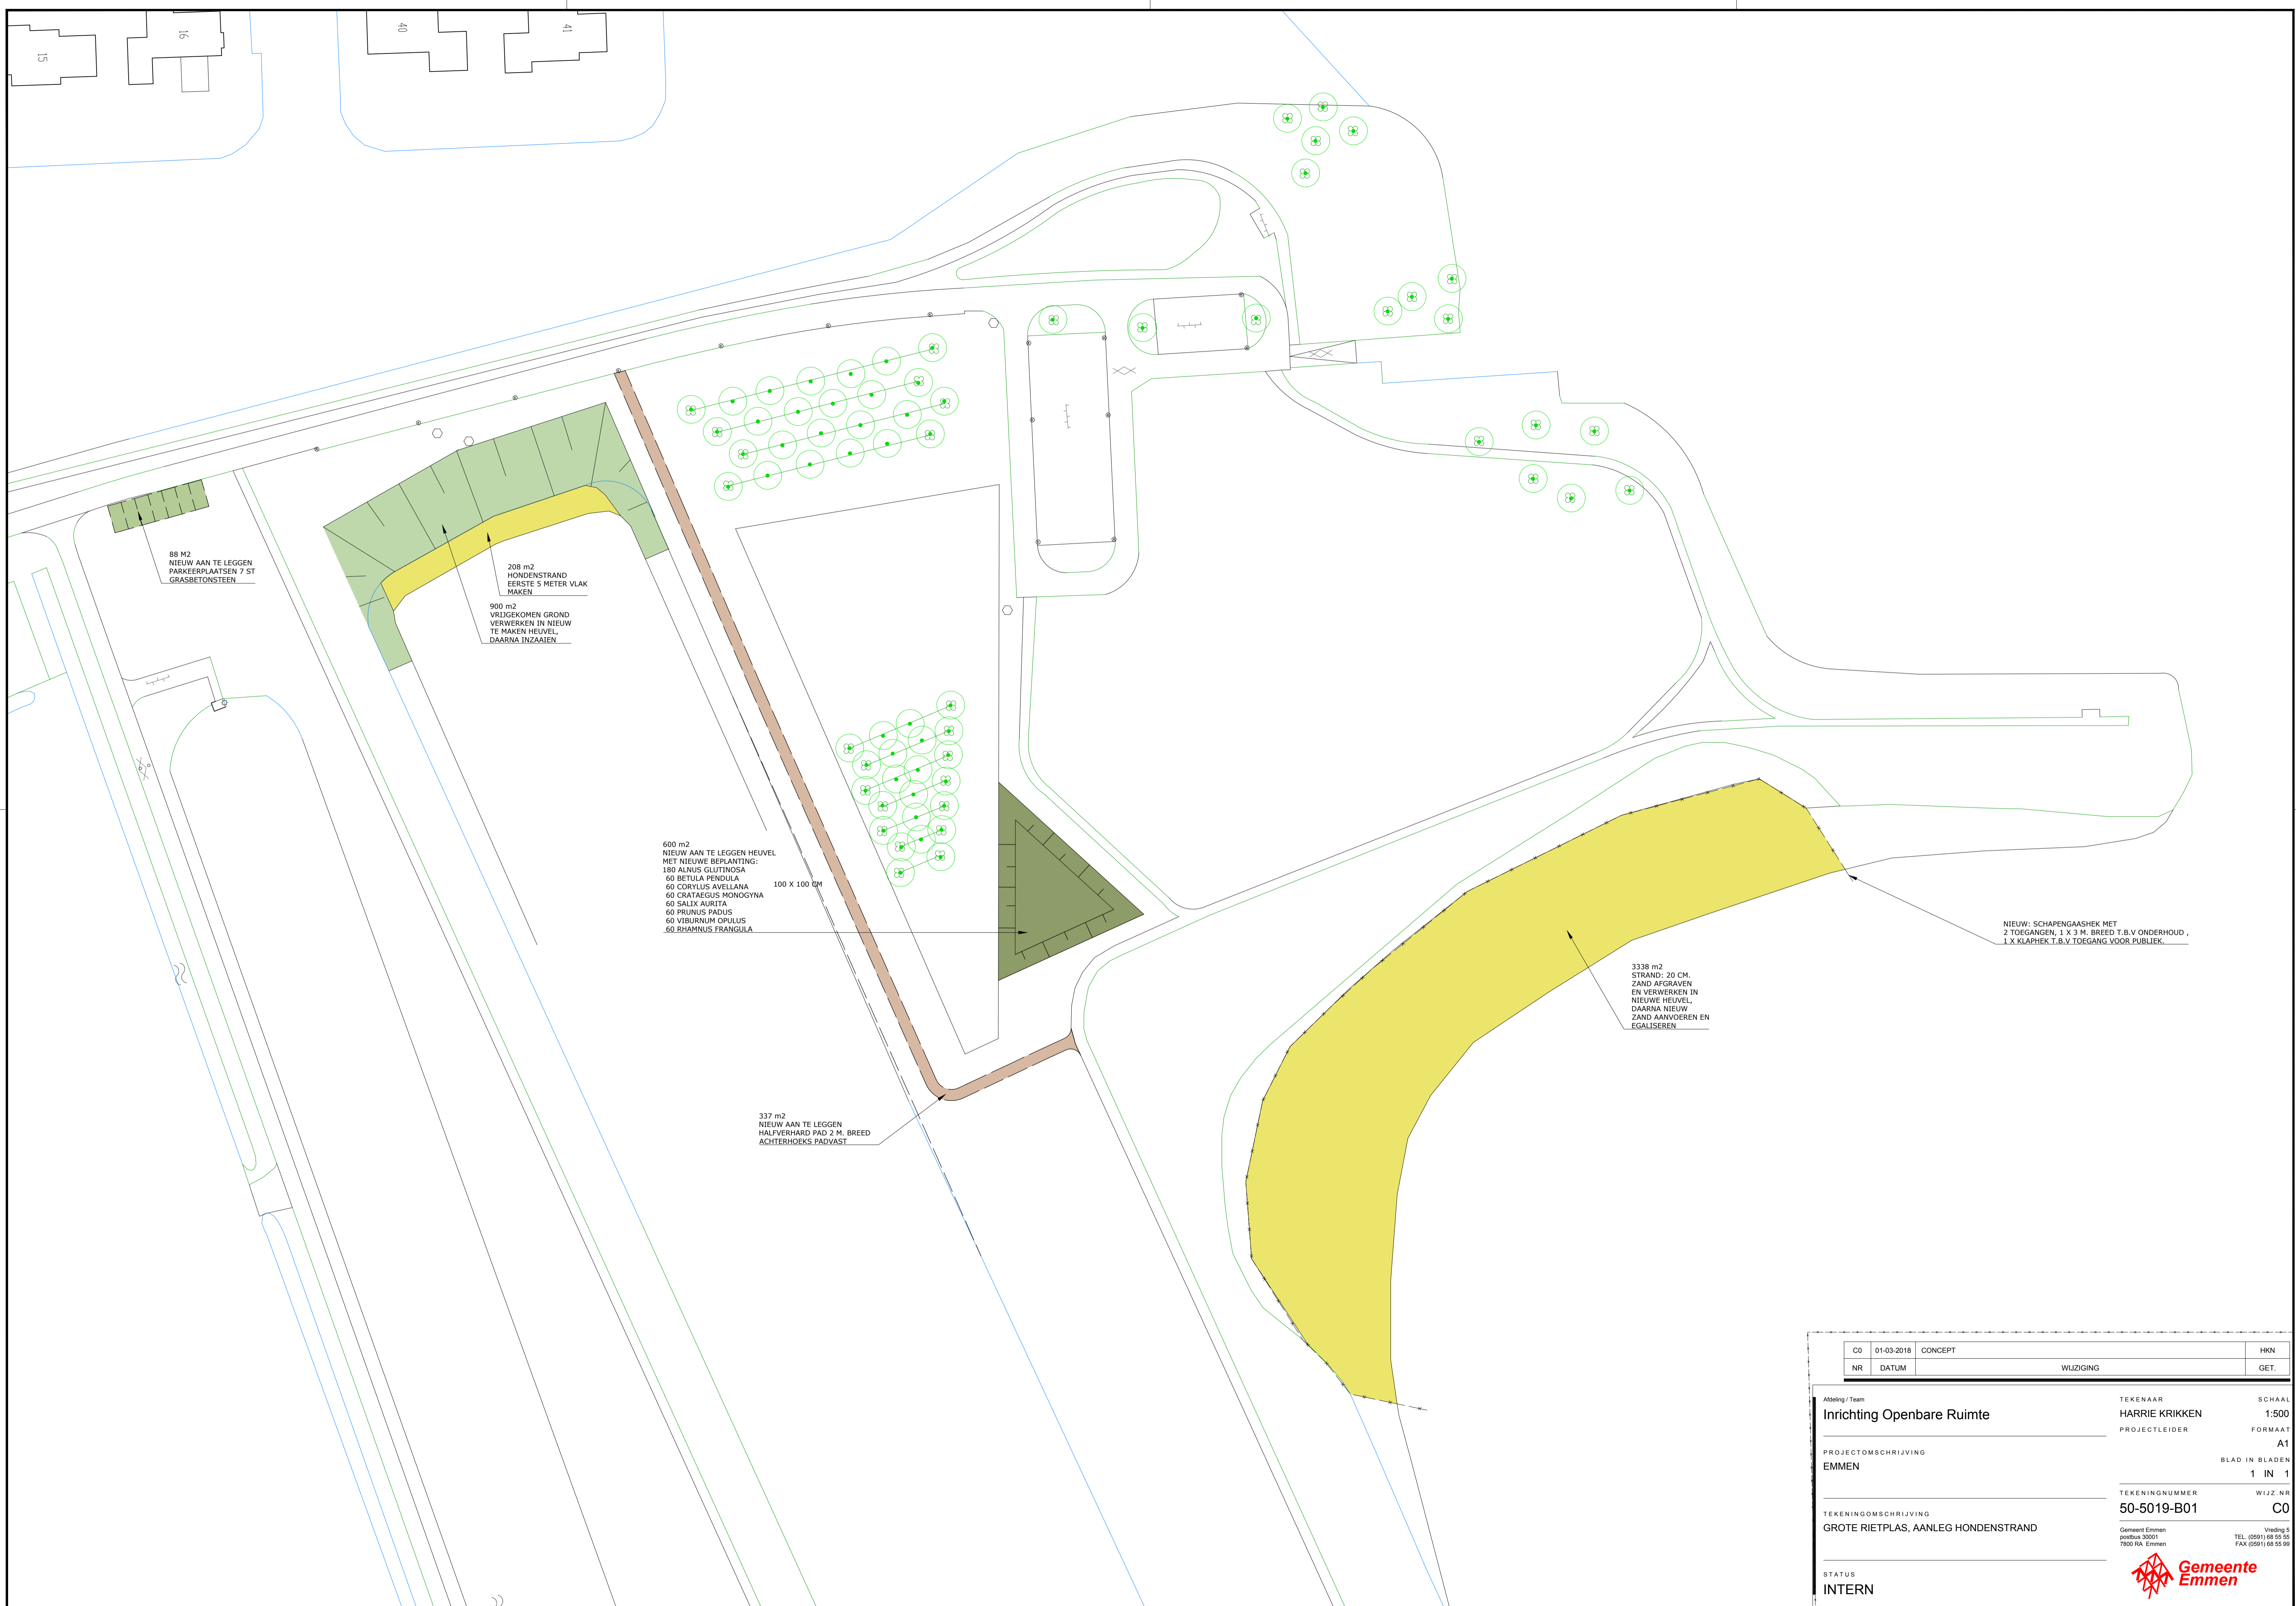 15
16
40
41
88 M2
NIEUW AAN TE LEGGEN
PARKEERPLAATSEN 7 ST
GRASBETONSTEEN
208 m2
HONDENSTRAND
EERSTE 5 METER VLAK
MAKEN
900 m2
VRIJGEKOMEN GROND
VERWERKEN IN NIEUW
TE MAKEN HEUVEL,
DAARNA INZAAIEN
600 m2
NIEUW AAN TE LEGGEN HEUVEL
MET NIEUWE BEPLANTING:
180 ALNUS GLUTINOSA
60 BETULA PENDULA
60 CORYLUS AVELLANA
60 CRATAEGUS MONOGYNA
60 SALIX AURITA
60 PRUNUS PADUS
60 VIBURNUM OPULUS
60 RHAMNUS FRANGULA
100 X 100 CM
337 m2
NIEUW AAN TE LEGGEN
HALFVERHARD PAD 2 M. BREED
ACHTERHOEKS PADVAST
NIEUW: SCHAPENGAASHEK MET
2 TOEGANGEN, 1 X 3 M. BREED T.B.V ONDERHOUD ,
1 X KLAPHEK T.B.V TOEGANG VOOR PUBLIEK.
3338 m2
STRAND: 20 CM.
ZAND AFGRAVEN
EN VERWERKEN IN
NIEUWE HEUVEL,
DAARNA NIEUW
ZAND AANVOEREN EN
EGALISEREN
C0 01-03-2018 CONCEPT HKN
NR DATUM WIJZIGING GET.
Afdeling / Team
Inrichting Openbare Ruimte
PROJECTOMSCHRIJVING
EMMEN
TEKENINGOMSCHRIJVING
GROTE RIETPLAS, AANLEG HONDENSTRAND
STATUS
INTERN
TEKENAAR SCHAAL
HARRIE KRIKKEN 1:500
PROJECTLEIDER FORMAAT
A1
BLAD IN BLADEN
1 IN 1
TEKENINGNUMMER WIJZ.NR
50-5019-B01 C0
Gemeent Emmen Vreding 5
postbus 30001 TEL. (0591) 68 55 55
7800 RA Emmen FAX (0591) 68 55 99
Gemeente
Emmen